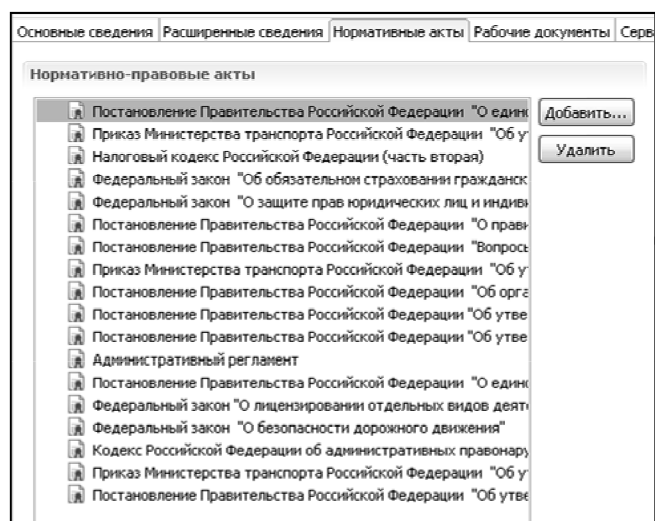 Основные сведения Расширенные сведения Нормативные акты Рабочие документы Серв
Нормативно-правовые акты
Постановление Правительства Российской Федерации "О едино
Добавить...
Приказ Министерства транспорта Российской Федерации "Об у
Налоговый кодекс Российской Федерации (часть вторая)
Удалить
Федеральный закон "Об обязательном страховании гражданск
Федеральный закон "О защите прав юридических лиц и индиви
Постановление Правительства Российской Федерации "О прави
Постановление Правительства Российской Федерации "Вопрось
Приказ Министерства транспорта Российской Федерации "Об у
Постановление Правительства Российской Федерации "Об орга
Постановление Правительства Российской Федерации "Об утве
Постановление Правительства Российской Федерации "Об утве
Административный регламент
Постановление Правительства Российской Федерации "О едино
Федеральный закон "О лицензировании отдельных видов деят
Федеральный закон "О безопасности дорожного движения"
Кодекс Российской Федерации об административных правонару
Приказ Министерства транспорта Российской Федерации "Об у
Постановление Правительства Российской Федерации "Об утве